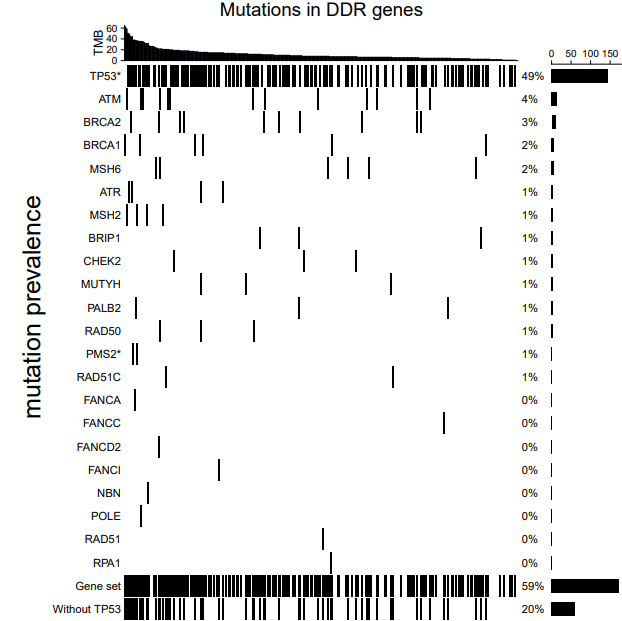 Mutations in DDR genes
TMB
60
40
20
0
0 50 100 150
mutation prevalence
TP53* 49%
ATM 4%
BRCA2 3%
BRCA1 2%
MSH6 2%
ATR 1%
MSH2 1%
BRIP1 1%
CHEK2 1%
MUTYH 1%
PALB2 1%
RAD50 1%
PMS2* 1%
RAD51C 1%
FANCA 0%
FANCC 0%
FANCD2 0%
FANCI 0%
NBN 0%
POLE 0%
RAD51 0%
RPA1 0%
Gene set 59%
Without TP53 20%